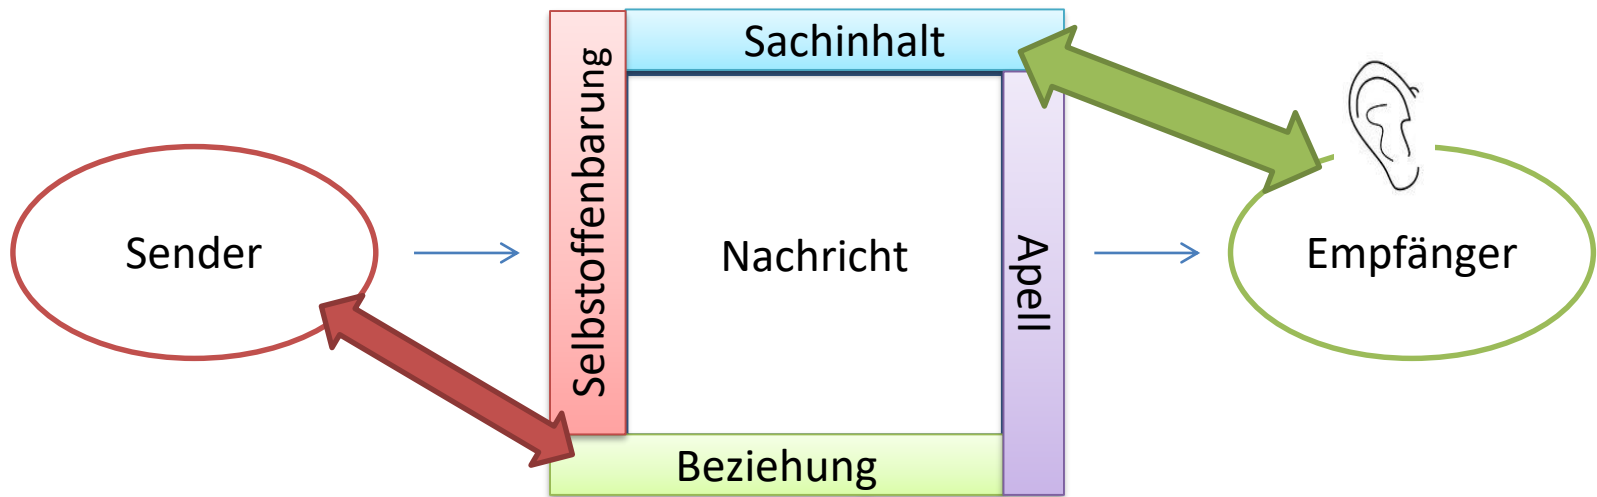 Sachinhalt
Selbstoffenbarung
Sender
Nachricht
Apell
Empfänger
Beziehung